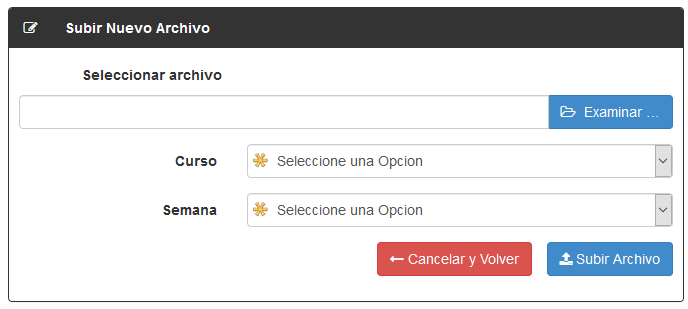 Subir Nuevo Archivo
Seleccionar archivo
Examinar ...
Curso Seleccione una Opcion
Semana Seleccione una Opcion
Cancelar y Volver Subir Archivo